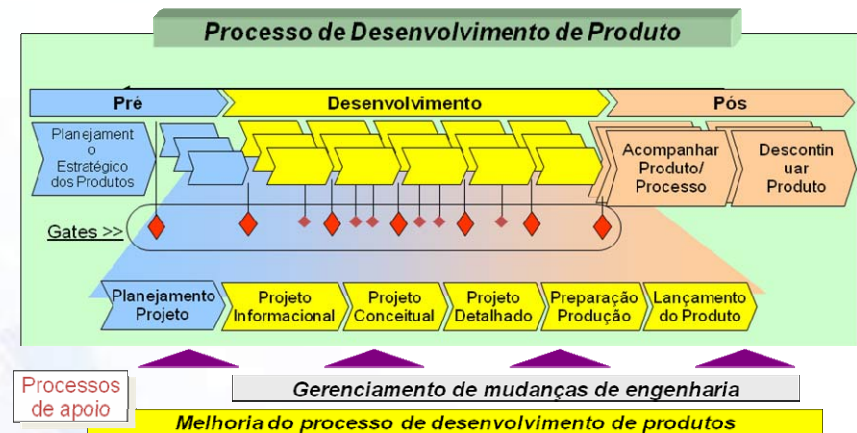 Processo de Desenvolvimento de Produto
Pré
Desenvolvimento
Pós
Planejament
o
Estratégico
dos Produtos
Acompanhar
Produto/
Processo
Descontin
uar
Produto
Gates >>
Planejamento
Projeto
Projeto
Informacional
Projeto
Conceitual
Projeto
Detalhado
Preparação
Produção
Lançamento
do Produto
Processos
de apoio
Gerenciamento de mudanças de engenharia
Melhoria do processo de desenvolvimento de produtos